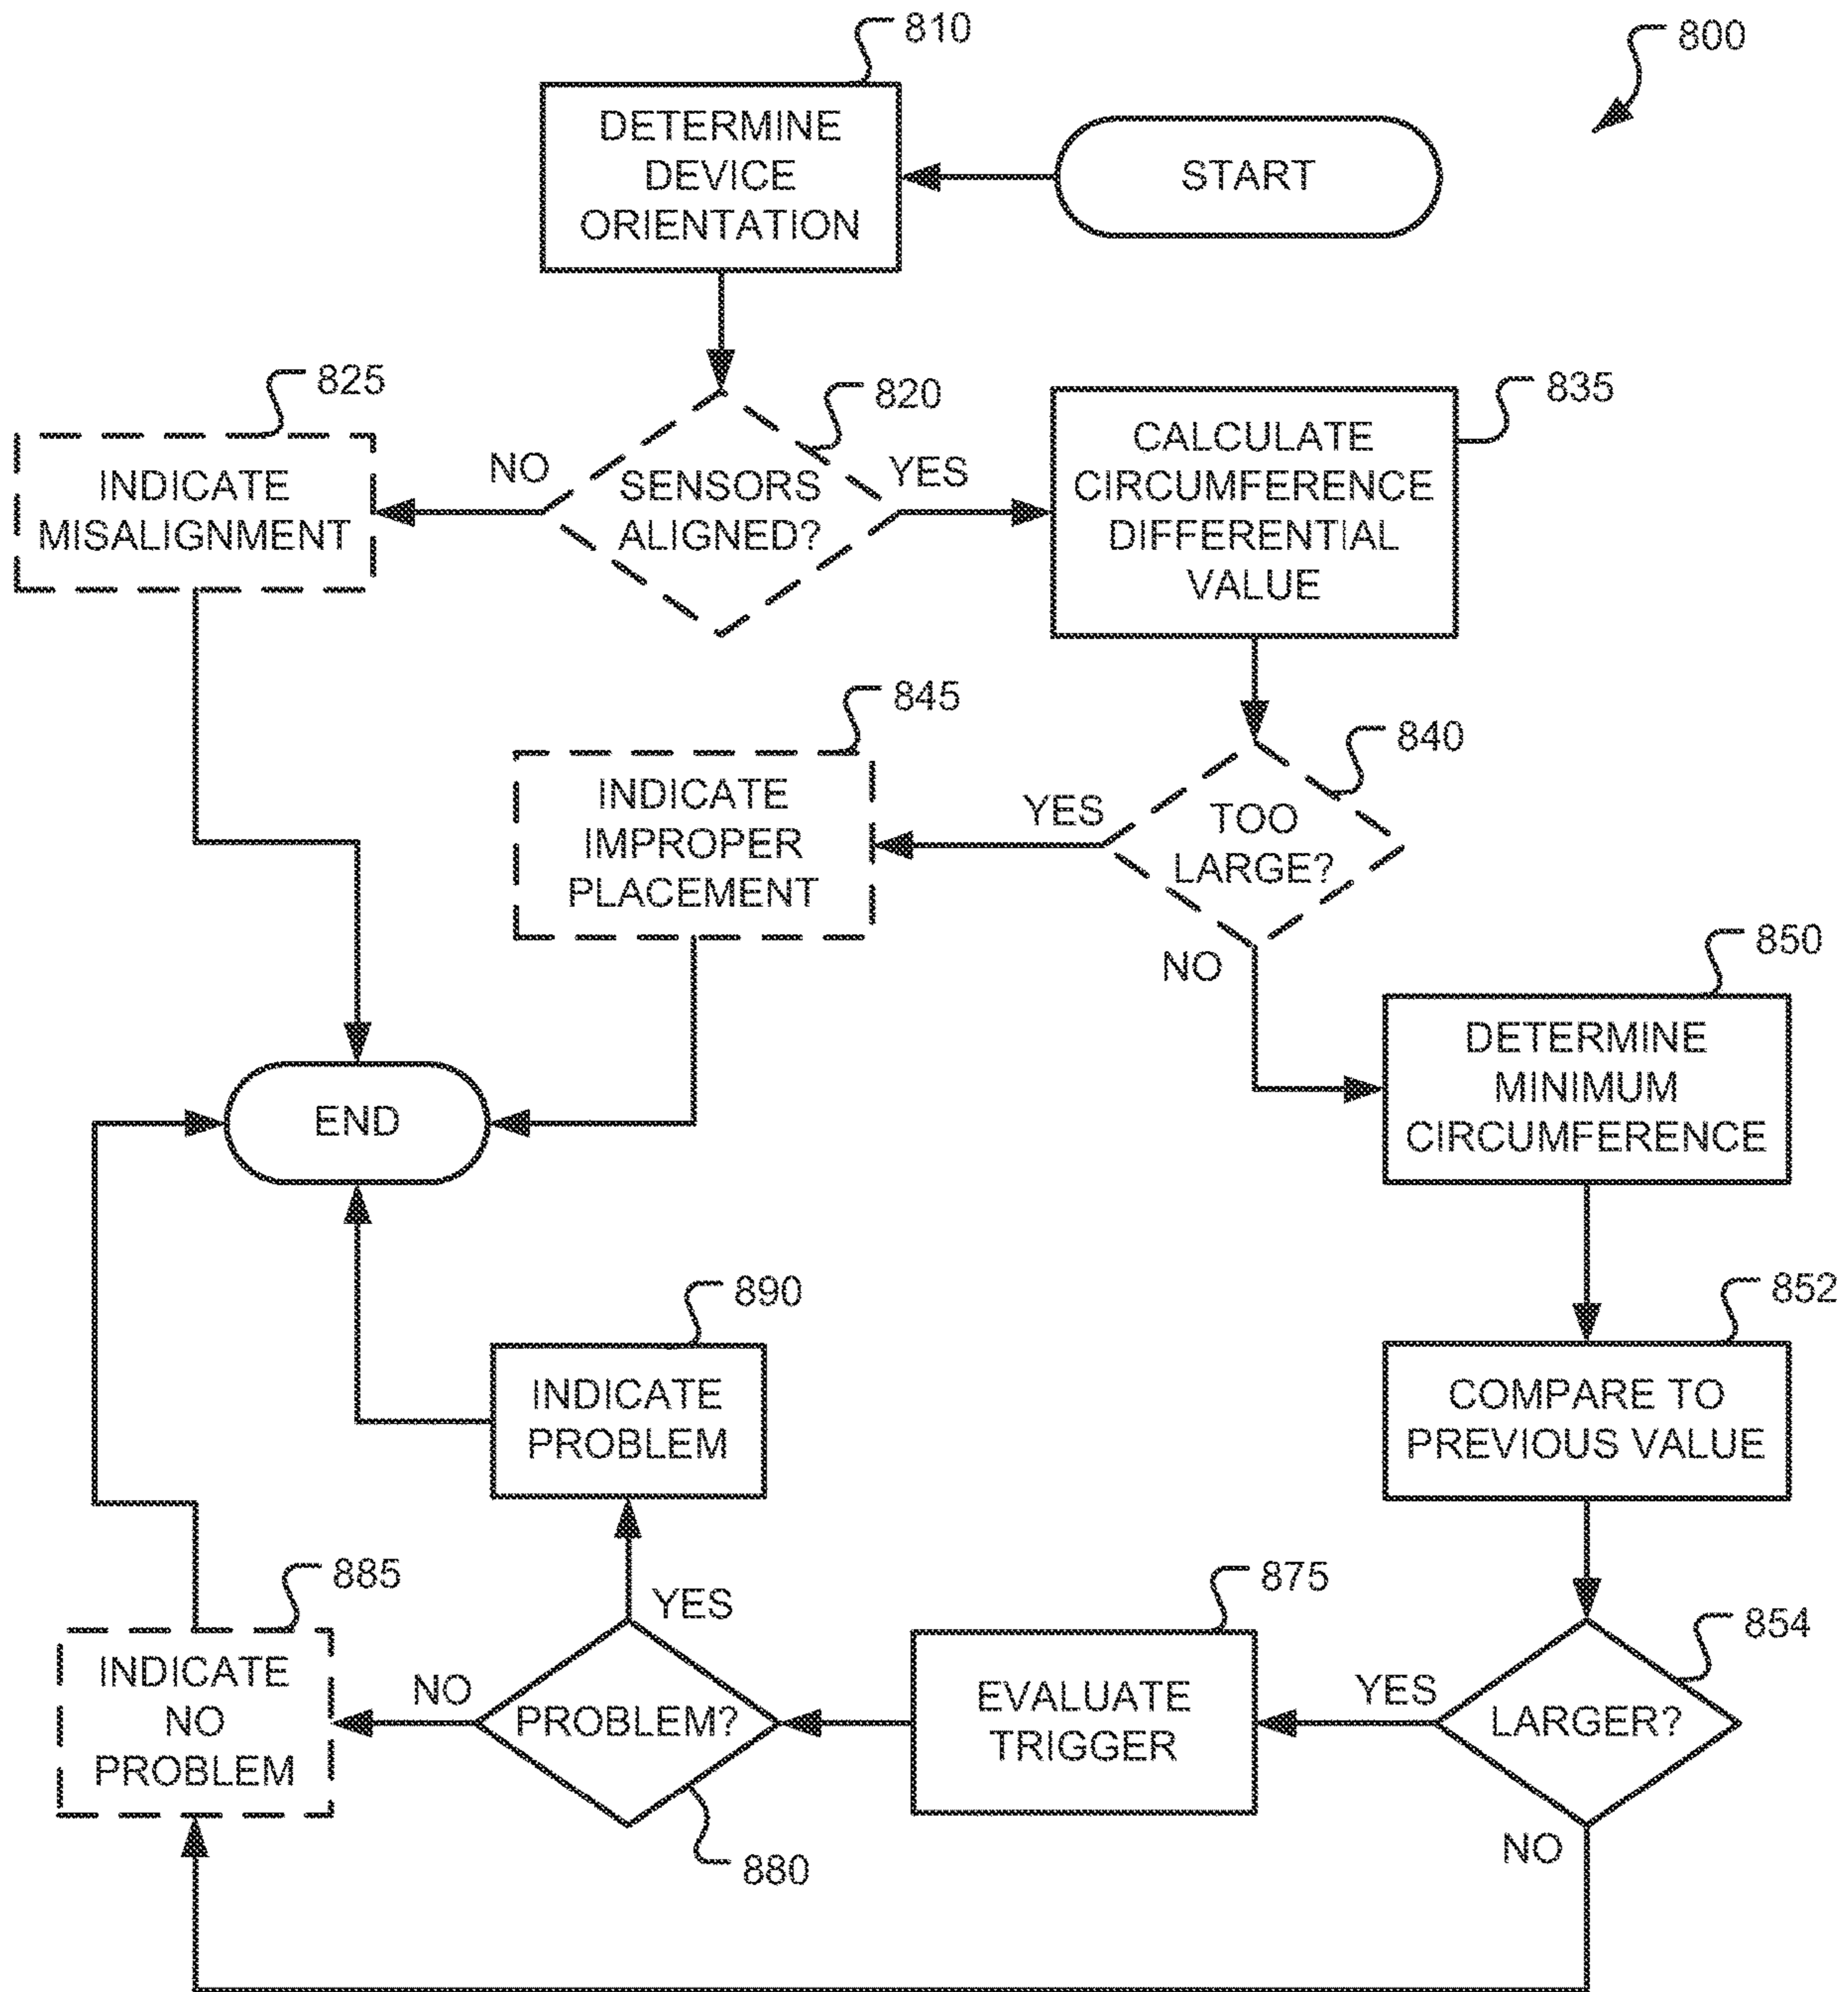 810
800
DETERMINE
DEVICE
ORIENTATION
START
825
820
835
INDICATE
MISALIGNMENT
NO
SENSORS
ALIGNED?
YES
CALCULATE
CIRCUMFERENCE
DIFFERENTIAL
VALUE
845
840
INDICATE
IMPROPER
PLACEMENT
YES
TOO
LARGE?
NO
850
DETERMINE
MINIMUM
CIRCUMFERENCE
END
852
890
INDICATE
PROBLEM
COMPARE TO
PREVIOUS VALUE
885
YES
875
854
INDICATE
NO
PROBLEM
NO
PROBLEM?
EVALUATE
TRIGGER
YES
LARGER?
880
NO